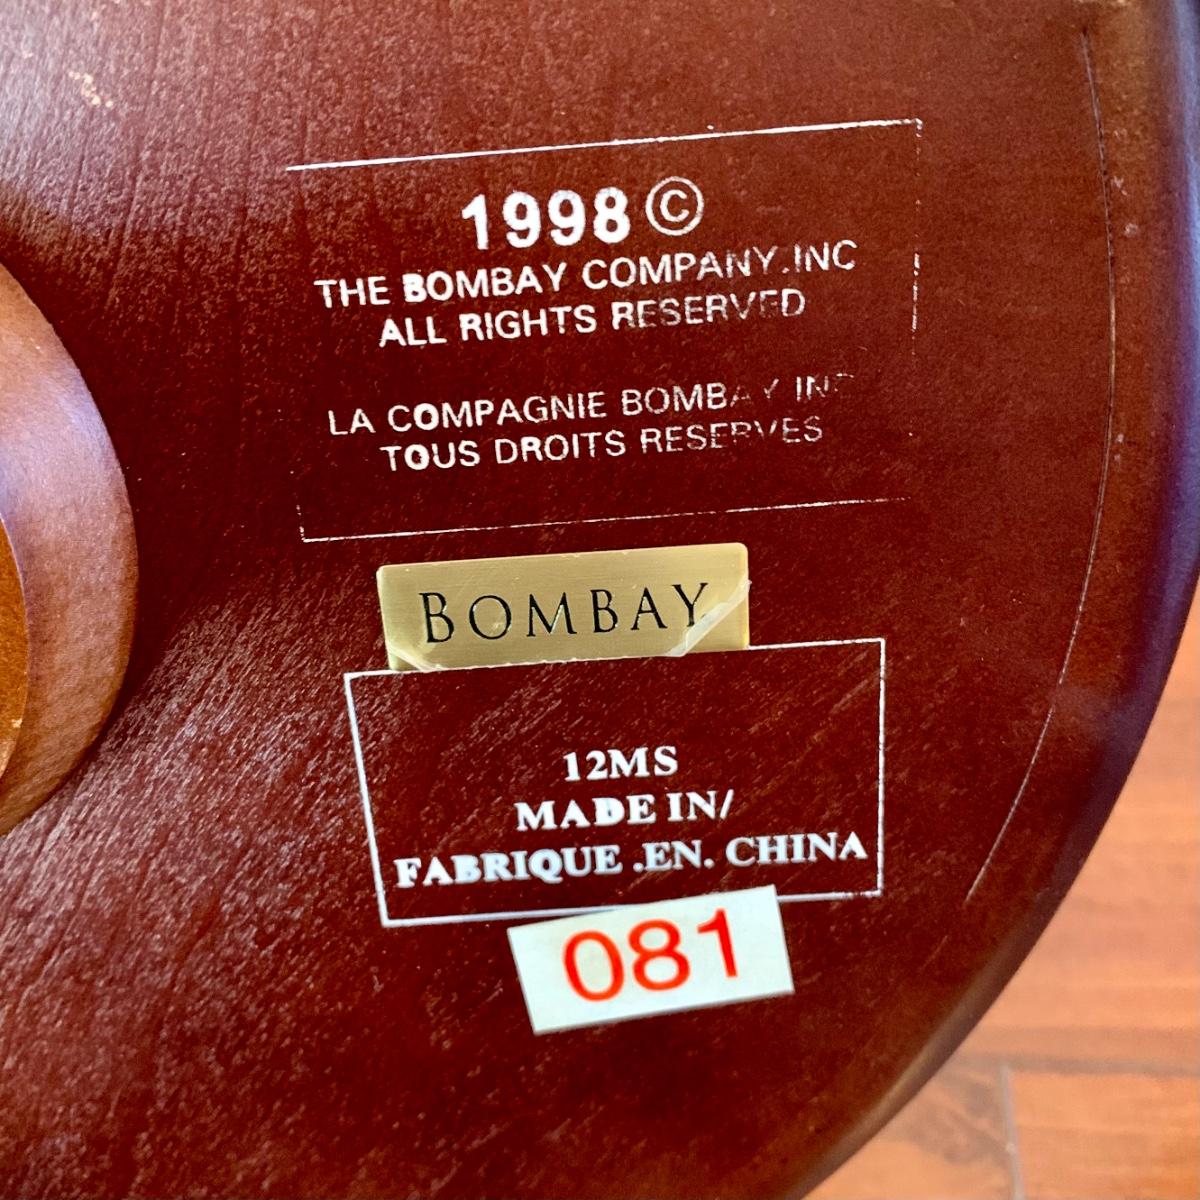 1998 ©
THE BOMBAY COMPANY.INC
ALL RIGHTS RESERVED
LA COMPAGNIE BOMBAY INC
TOUS DROITS RESERVES
BOMBAY
12MS
MADE IN/
FABRIQUE .EN. CHINA
081